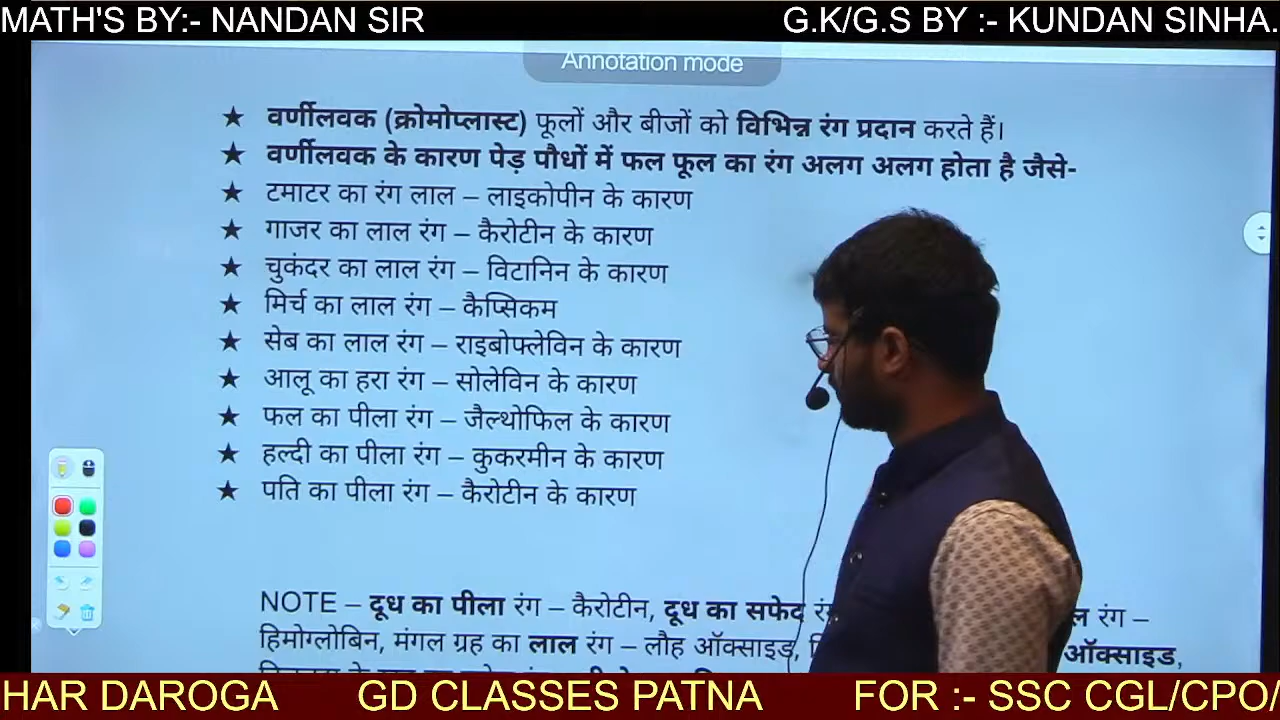 MATH'S BY:- NANDAN SIR G.K/G.S BY :- KUNDAN SINHA.
Annotation mode
★ वर्णीलवक (क्रोमोप्लास्ट) फूलों और बीजों को विभिन्न रंग प्रदान करते हैं।
★ वर्णीलवक के कारण पेड़ पौधों में फल फूल का रंग अलग अलग होता है जैसे-
★ टमाटर का रंग लाल – लाइकोपीन के कारण
★ गाजर का लाल रंग – कैरोटीन के कारण
★ चुकंदर का लाल रंग – विटानिन के कारण
★ मिर्च का लाल रंग – कैप्सिकम
★ सेब का लाल रंग – राइबोफ्लेविन के कारण
★ आलू का हरा रंग – सोलेविन के कारण
★ फल का पीला रंग – जैल्थोफिल के कारण
★ हल्दी का पीला रंग – कुकरमीन के कारण
★ पति का पीला रंग – कैरोटीन के कारण
NOTE – दूध का पीला रंग – कैरोटीन, दूध का सफेद रंग –
हिमोग्लोबिन, मंगल ग्रह का लाल रंग – लौह ऑक्साइड, ऑक्साइड,
HAR DAROGA GD CLASSES PATNA FOR :- SSC CGL/CPO/